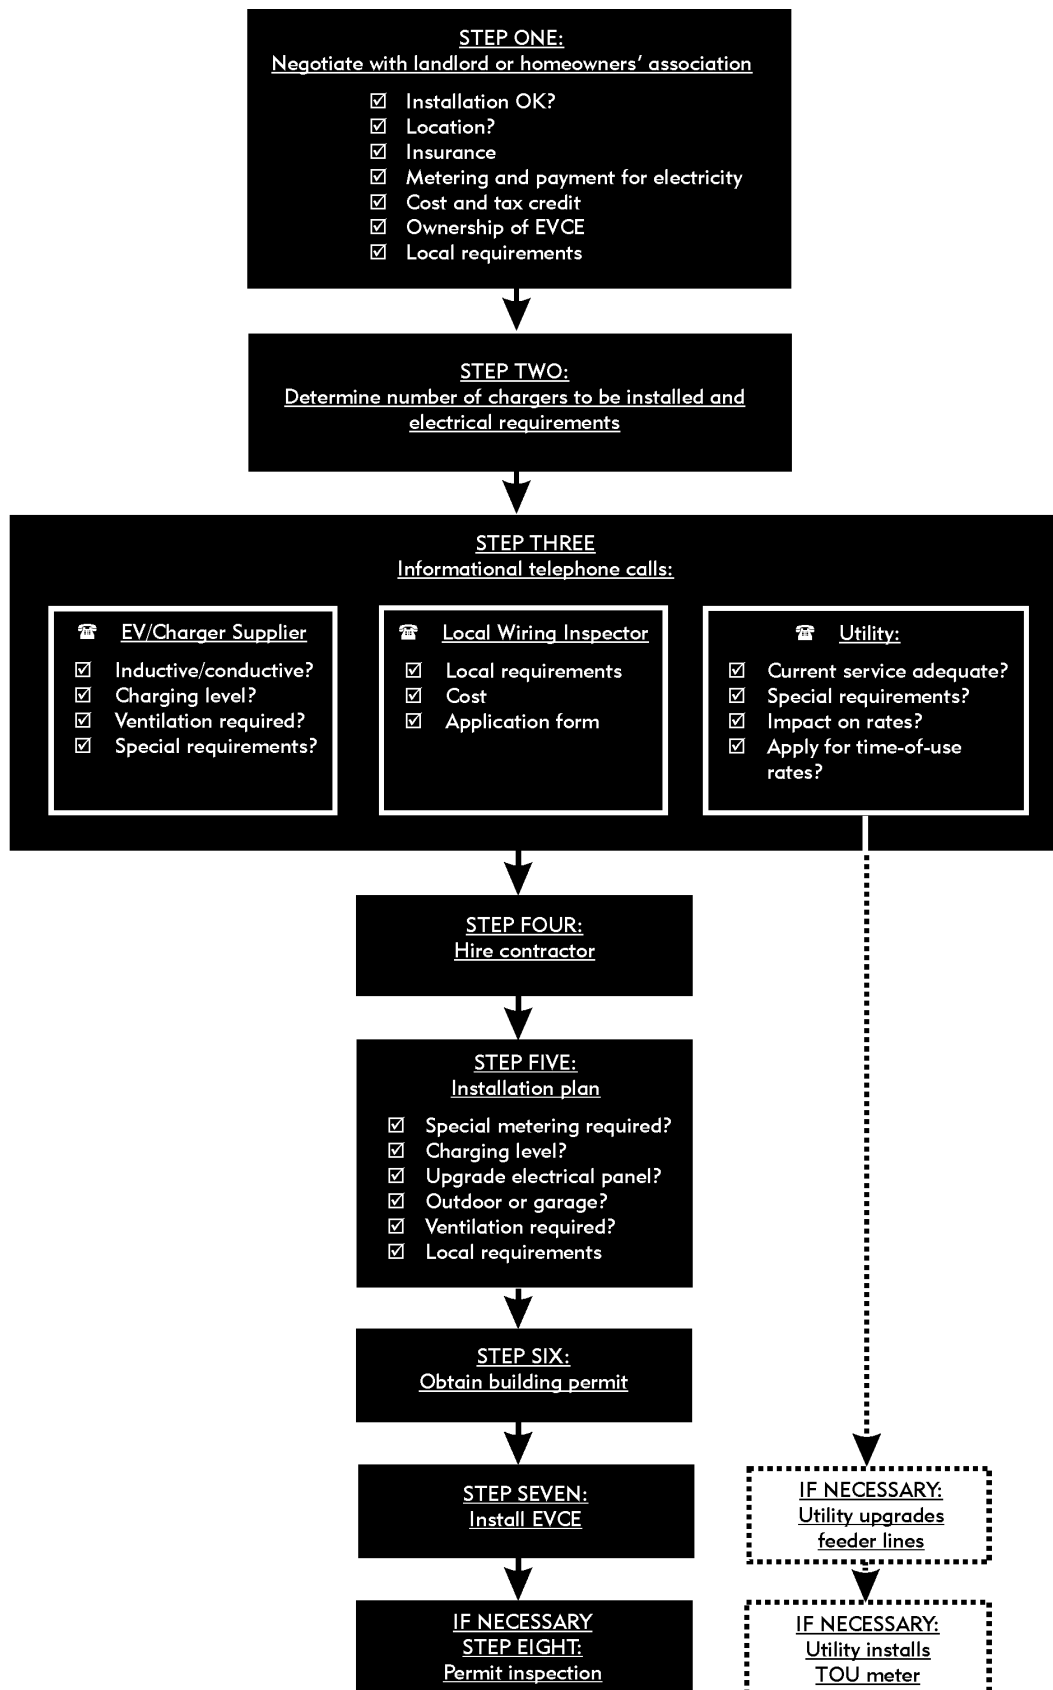 STEP ONE:
Negotiate with landlord or homeowners’ association
Installation OK?
Location?
Insurance
Metering and payment for electricity
Cost and tax credit
Ownership of EVCE
Local requirements
STEP TWO:
Determine number of chargers to be installed and
electrical requirements
STEP THREE
Informational telephone calls:
EV/Charger Supplier
Inductive/conductive?
Charging level?
Ventilation required?
Special requirements?
Local Wiring Inspector
Local requirements
Cost
Application form
Utility:
Current service adequate?
Special requirements?
Impact on rates?
Apply for time-of-use
rates?
STEP FOUR:
Hire contractor
STEP FIVE:
Installation plan
Special metering required?
Charging level?
Upgrade electrical panel?
Outdoor or garage?
Ventilation required?
Local requirements
STEP SIX:
Obtain building permit
STEP SEVEN:
Install EVCE
IF NECESSARY:
Utility upgrades
feeder lines
IF NECESSARY
STEP EIGHT:
Permit inspection
IF NECESSARY:
Utility installs
TOU meter